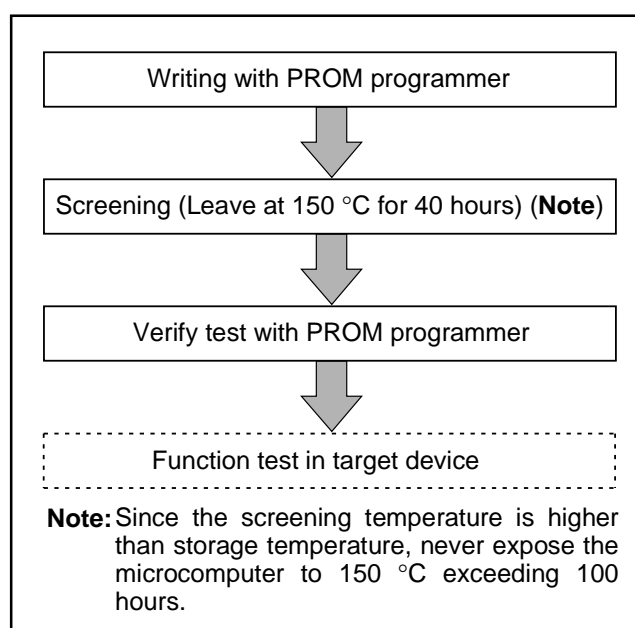 Writing with PROM programmer
Screening (Leave at 150 °C for 40 hours) (Note)
Verify test with PROM programmer
Function test in target device
Note: Since the screening temperature is higher
than storage temperature, never expose the
microcomputer to 150 °C exceeding 100
hours.